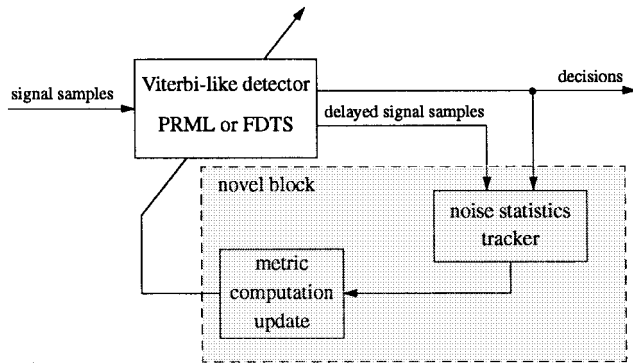 signal samples
Viterbi-like detector
PRML or FDTS
decisions
delayed signal samples
novel block
noise statistics
tracker
metric
computation
update